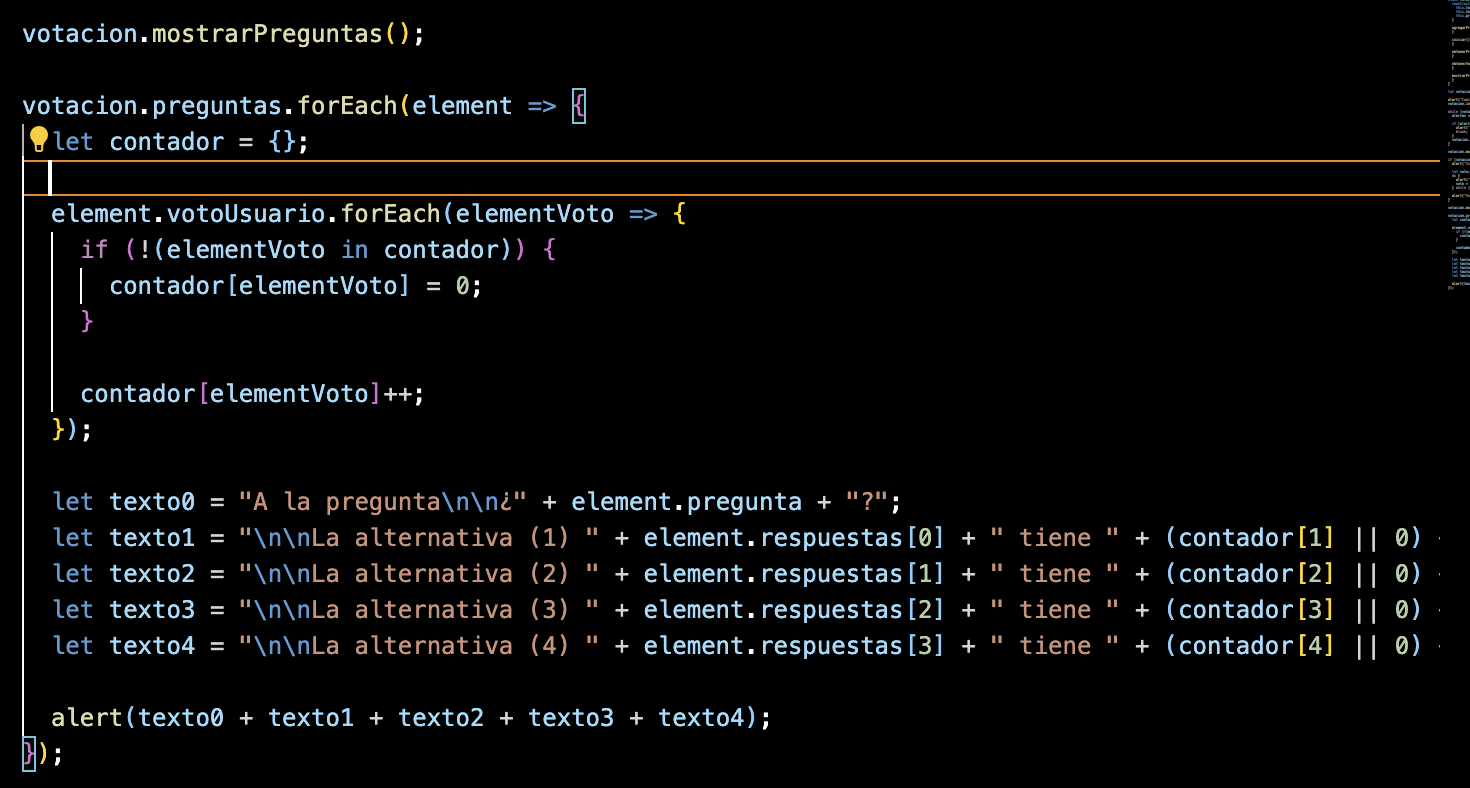 votacion.mostrarPreguntas();
votacion.preguntas.forEach(element => {
let contador = {};
element.votoUsuario.forEach(elementVoto => {
if (!(elementVoto in contador)) {
contador[elementVoto] = 0;
}
contador[elementVoto]++;
});
let texto0 = "A la pregunta\n\n¿" + element.pregunta + "?";
let texto1 = "\n\nLa alternativa (1) " + element.respuestas[0] + " tiene " + (contador[1] || 0)
let texto2 = "\n\nLa alternativa (2) " + element.respuestas[1] + " tiene " + (contador[2] || 0)
let texto3 = "\n\nLa alternativa (3) " + element.respuestas[2] + " tiene " + (contador[3] || 0)
let texto4 = "\n\nLa alternativa (4) " + element.respuestas[3] + " tiene " + (contador[4] || 0)
alert(texto0 + texto1 + texto2 + texto3 + texto4);
});